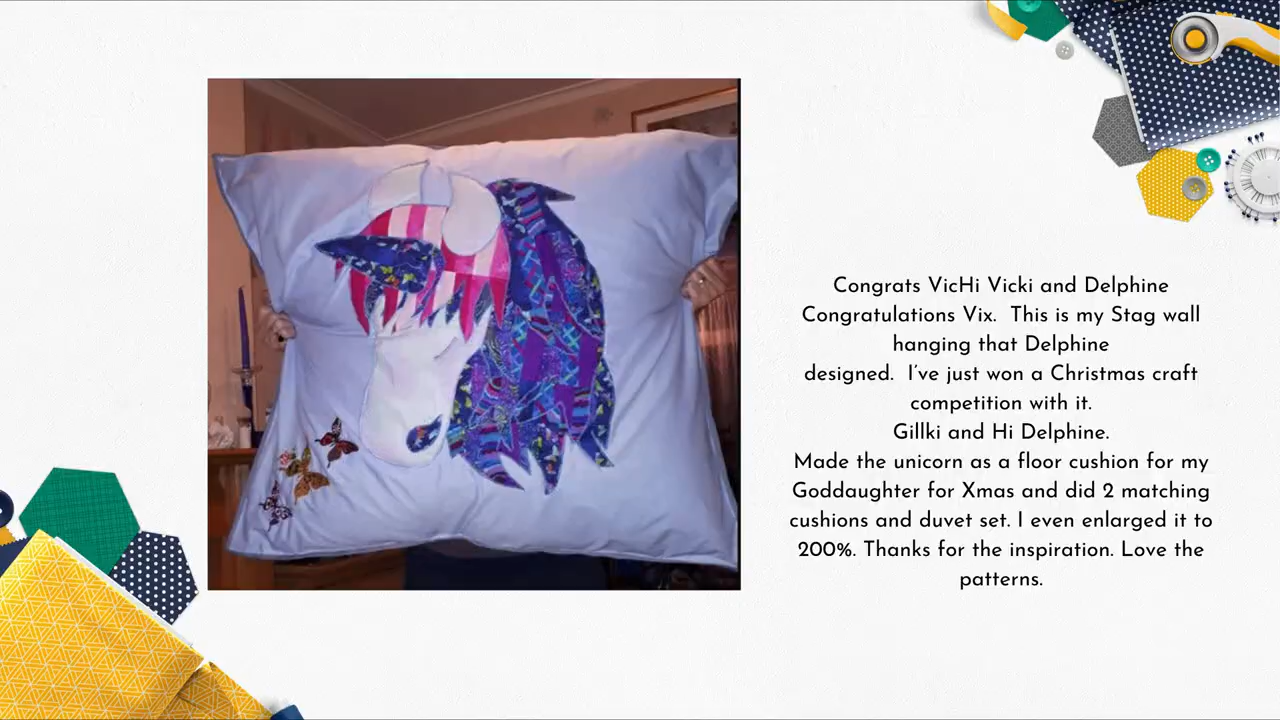 Congrats VicHi Vicki and Delphine
Congratulations Vix.  This is my Stag wall
hanging that Delphine
designed.  I've just won a Christmas craft
competition with it.
Gillki and Hi Delphine.
Made the unicorn as a floor cushion for my
Goddaughter for Xmas and did 2 matching
cushions and duvet set. I even enlarged it to
200%. Thanks for the inspiration. Love the
patterns.